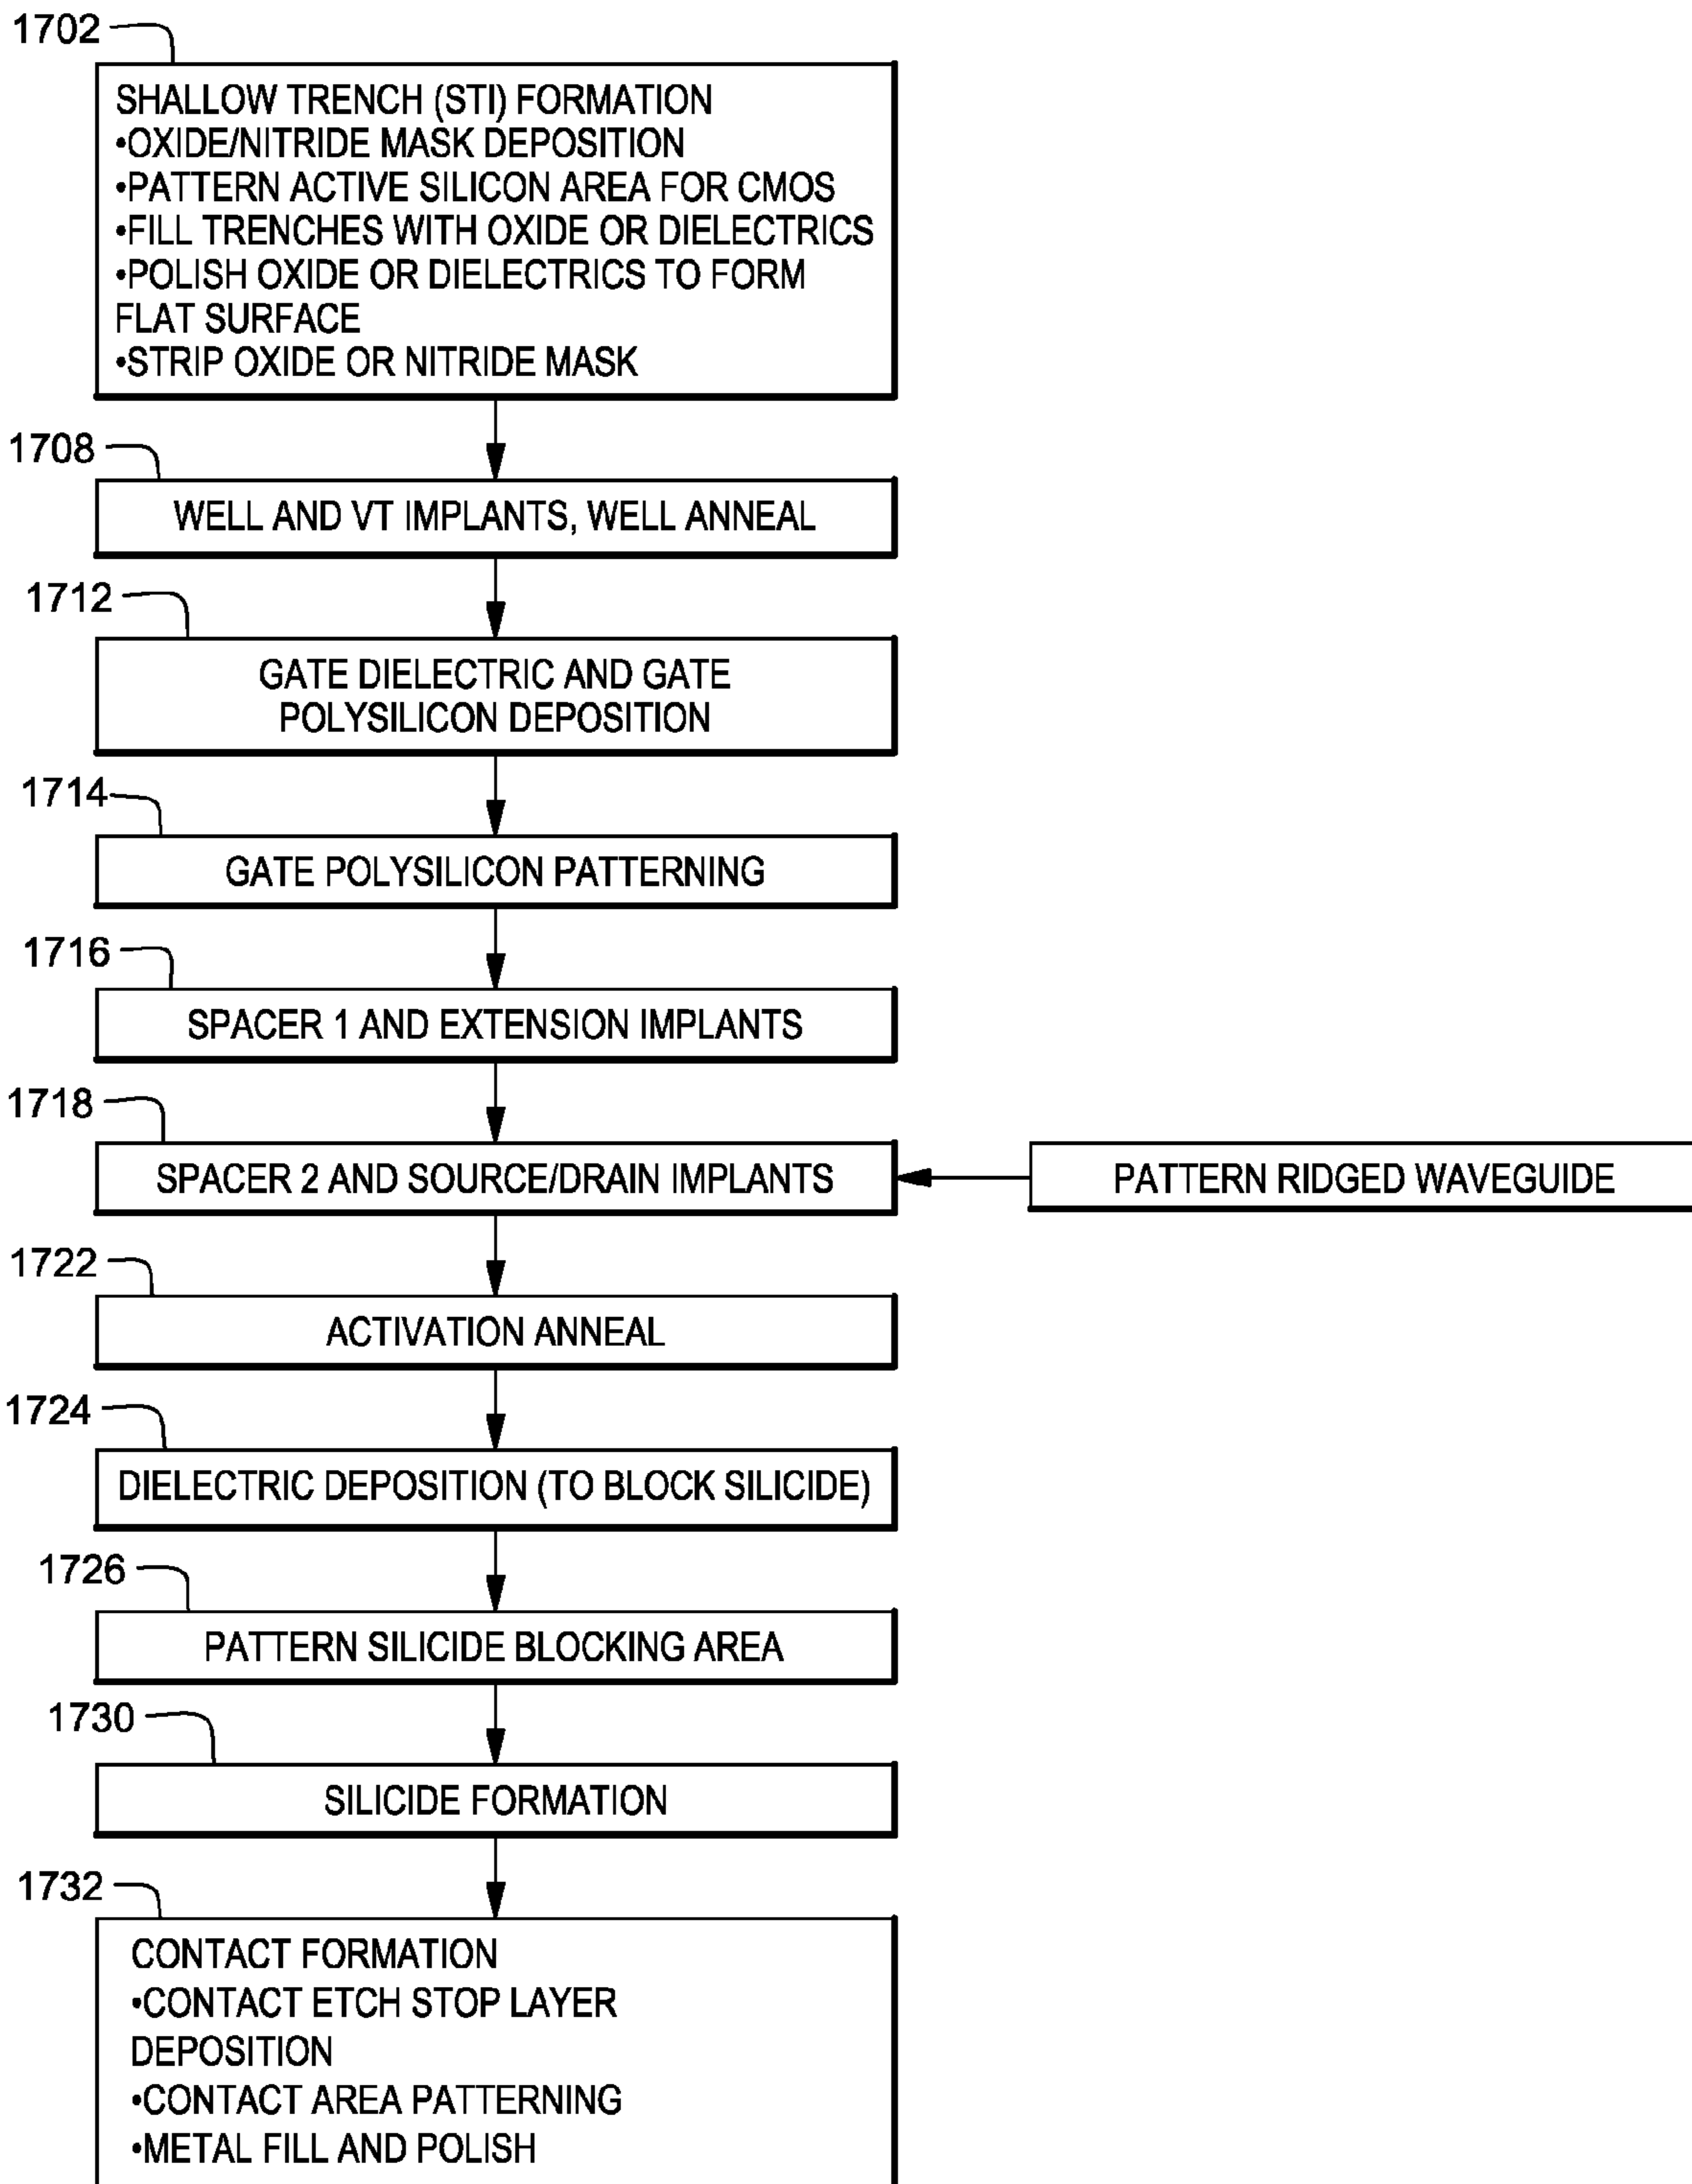 1702
SHALLOW TRENCH (STI) FORMATION
•OXIDE/NITRIDE MASK DEPOSITION
•PATTERN ACTIVE SILICON AREA FOR CMOS
•FILL TRENCHES WITH OXIDE OR DIELECTRICS
•POLISH OXIDE OR DIELECTRICS TO FORM
FLAT SURFACE
•STRIP OXIDE OR NITRIDE MASK
1708
WELL AND VT IMPLANTS, WELL ANNEAL
1712
GATE DIELECTRIC AND GATE
POLYSILICON DEPOSITION
1714
GATE POLYSILICON PATTERNING
1716
SPACER 1 AND EXTENSION IMPLANTS
1718
SPACER 2 AND SOURCE/DRAIN IMPLANTS
PATTERN RIDGED WAVEGUIDE
1722
ACTIVATION ANNEAL
1724
DIELECTRIC DEPOSITION (TO BLOCK SILICIDE)
1726
PATTERN SILICIDE BLOCKING AREA
1730
SILICIDE FORMATION
1732
CONTACT FORMATION
•CONTACT ETCH STOP LAYER
DEPOSITION
•CONTACT AREA PATTERNING
•METAL FILL AND POLISH